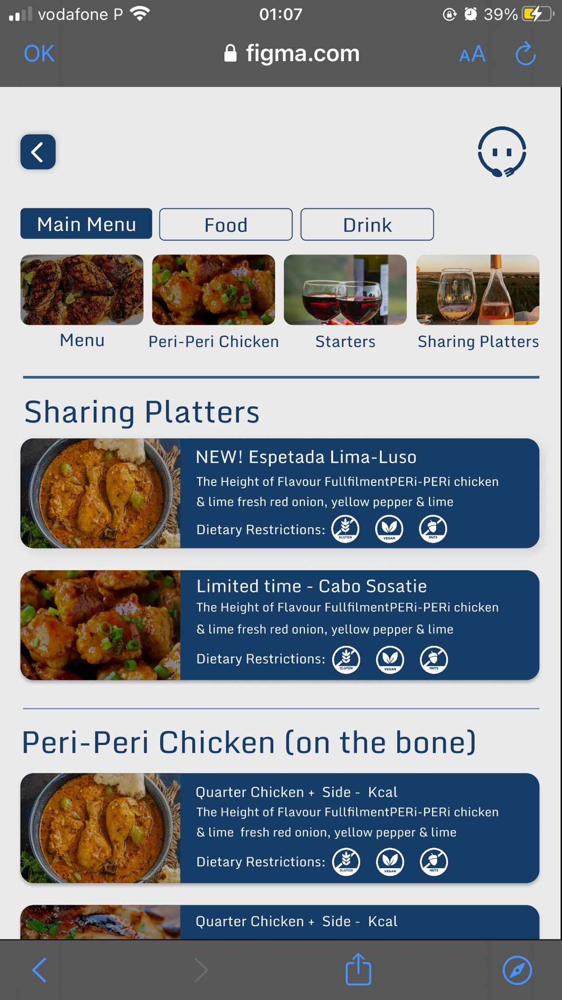 vodafone P
01:07
39%
OK
figma.com
AA
Main Menu
Food
Drink
Menu
Peri-Peri Chicken
Starters
Sharing Platters
Sharing Platters
NEW! Espetada Lima-Luso
The Height of Flavour FullfilmentPERi-PERi chicken
& lime fresh red onion, yellow pepper & lime
Dietary Restrictions:
GLUTEN
VEGAN
NUTS
Limited time - Cabo Sosatie
The Height of Flavour FullfilmentPERi-PERi chicken
& lime fresh red onion, yellow pepper & lime
Dietary Restrictions:
GLUTEN
VEGAN
NUTS
Peri-Peri Chicken (on the bone)
Quarter Chicken + Side - Kcal
The Height of Flavour FullfilmentPERi-PERi chicken
& lime fresh red onion, yellow pepper & lime
Dietary Restrictions:
GLUTEN
VEGAN
NUTS
Quarter Chicken + Side - Kcal